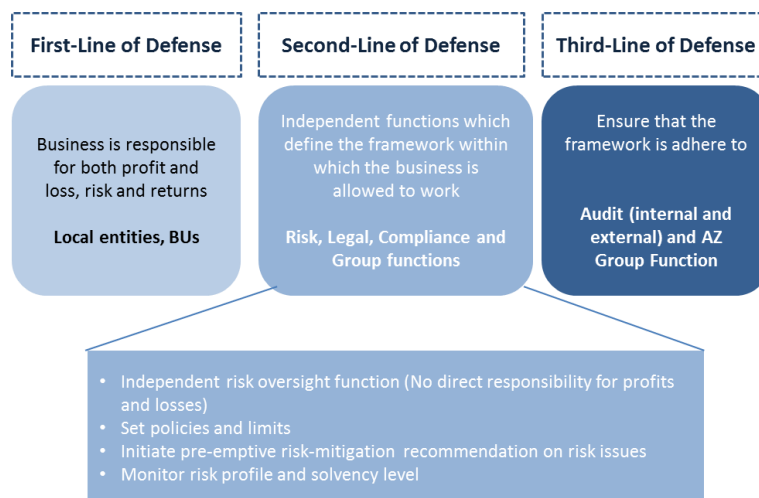 First-Line of Defense
Second-Line of Defense
Third-Line of Defense
Business is responsible
for both profit and
loss, risk and returns
Local entities, BUs
Independent functions which
define the framework within
which the business is
allowed to work
Risk, Legal, Compliance and
Group functions
Ensure that the
framework is adhere to
Audit (internal and
external) and AZ
Group Function
• Independent risk oversight function (No direct responsibility for profits
and losses)
• Set policies and limits
• Initiate pre-emptive risk-mitigation recommendation on risk issues
• Monitor risk profile and solvency level